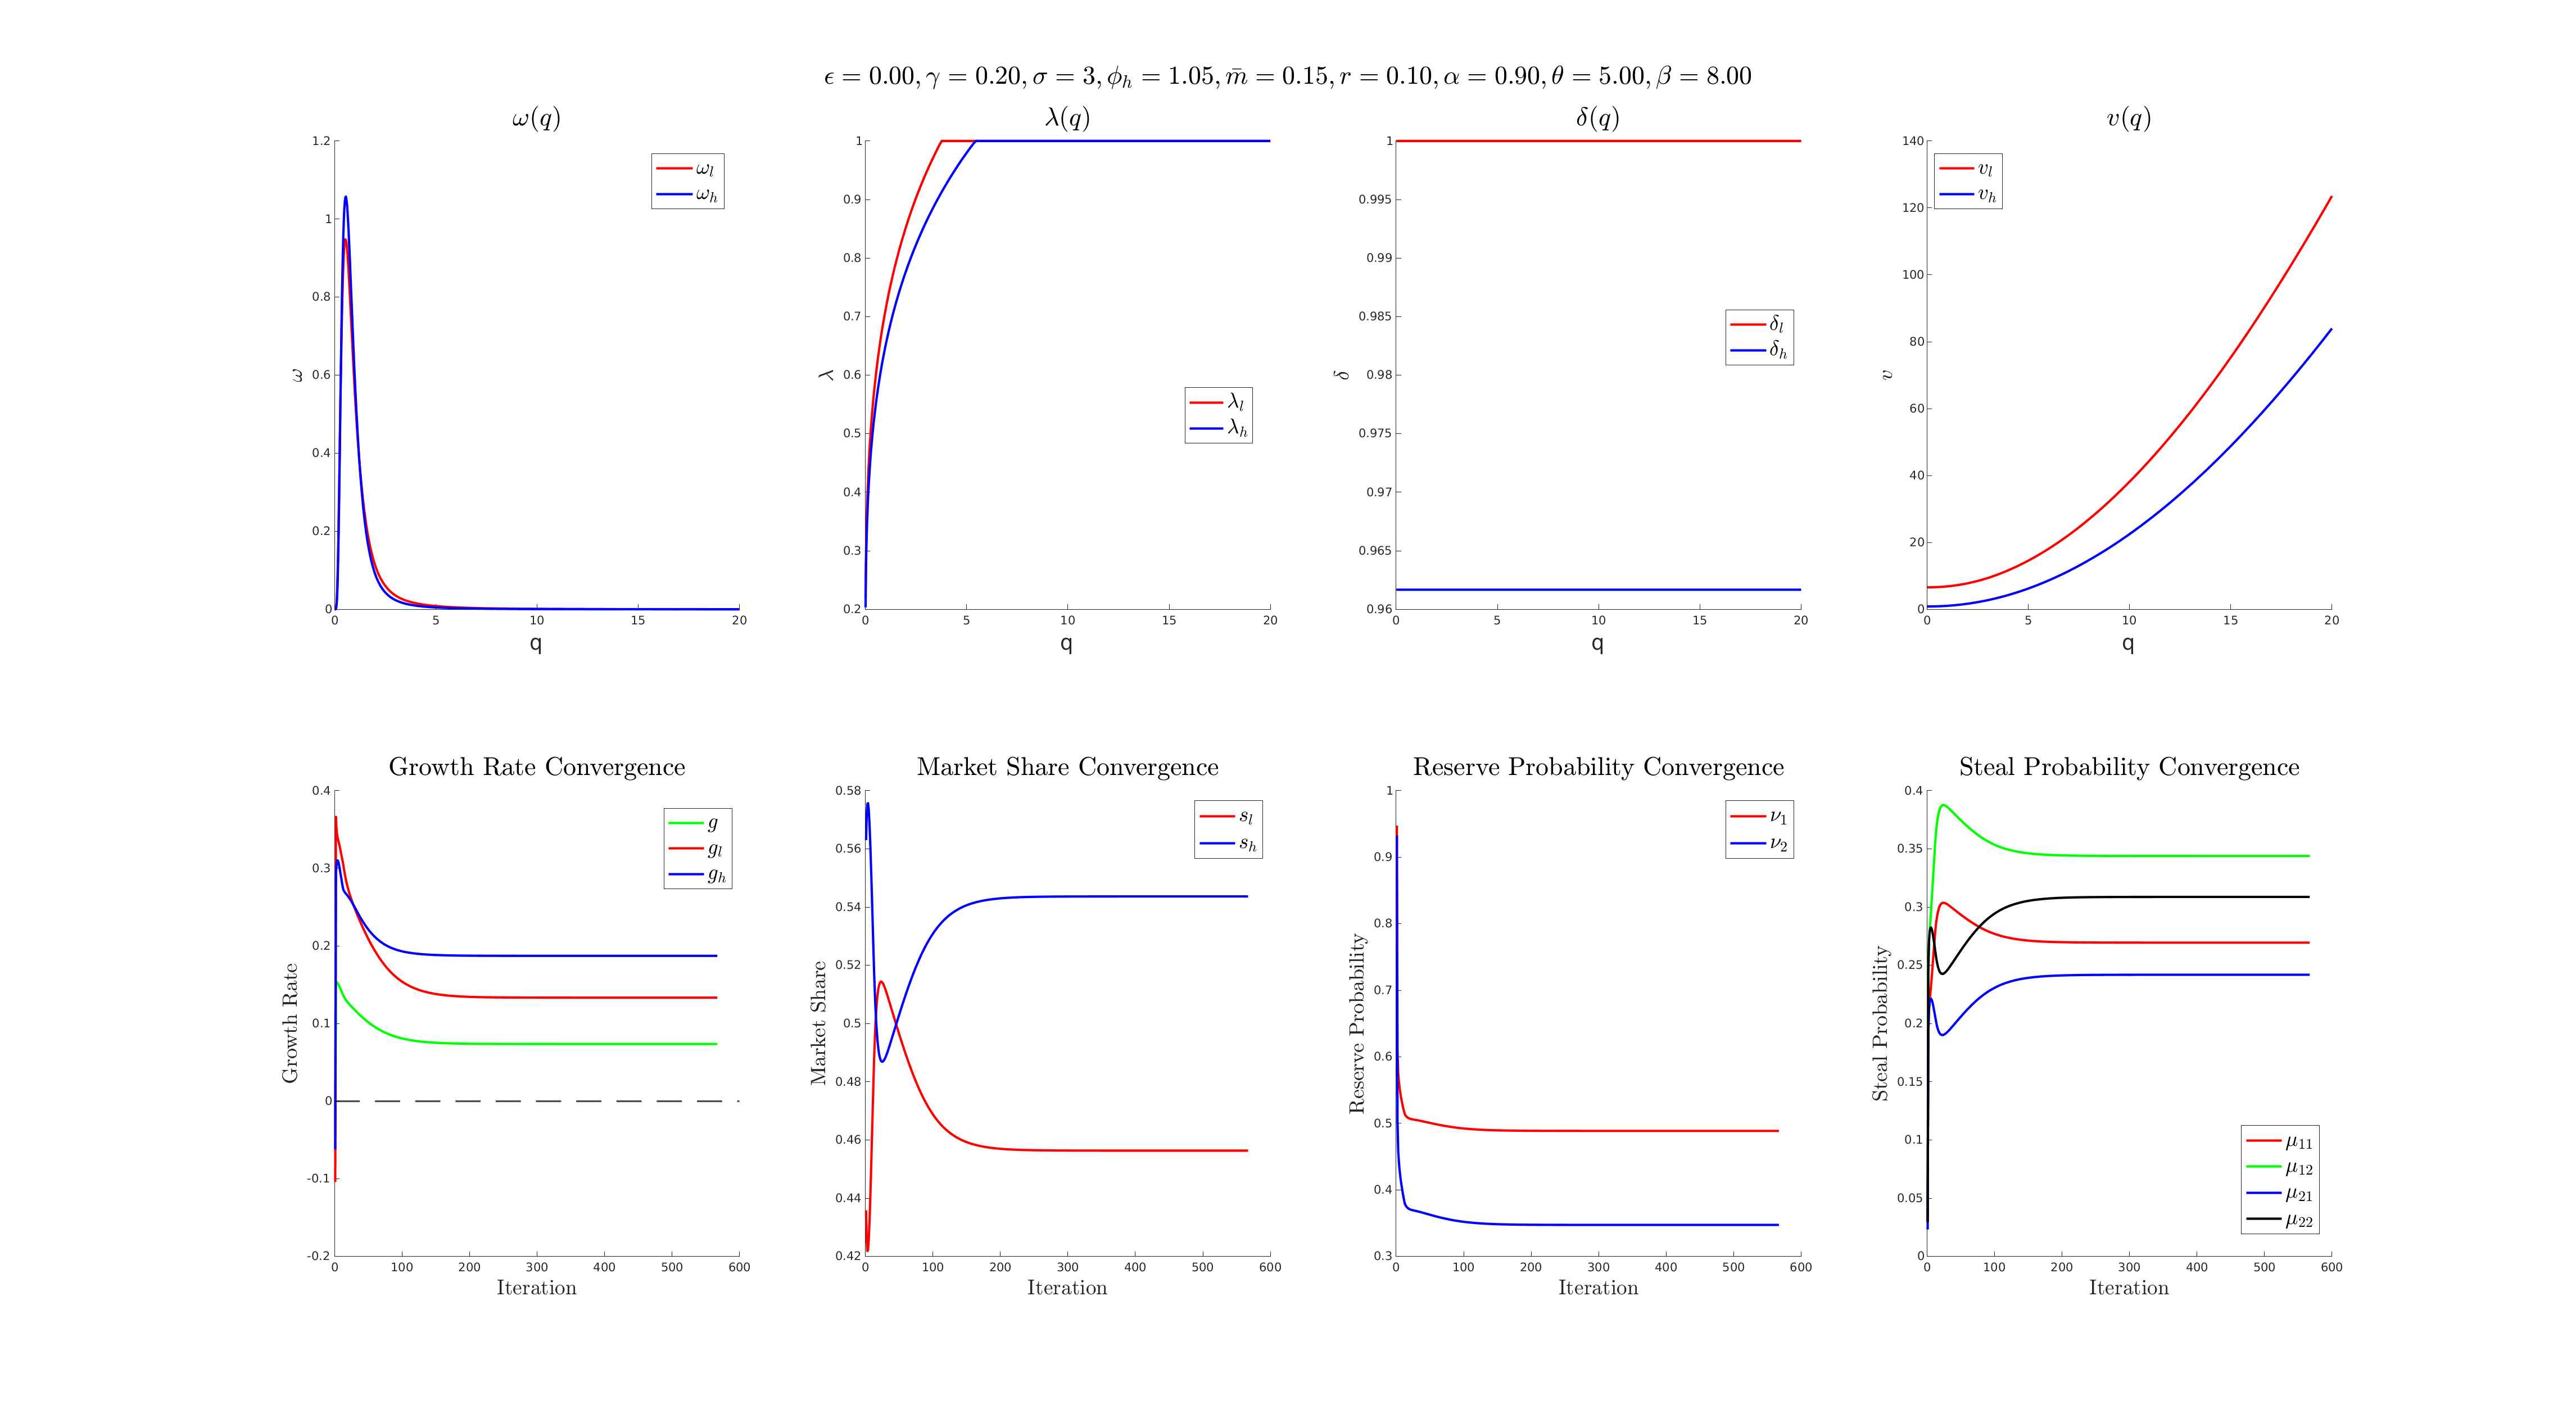 ϵ = 0.00, γ = 0.20, σ = 3, ϕ_h = 1.05, m̄ = 0.15, r = 0.10, α = 0.90, θ = 5.00, β = 8.00
ω(q)
1.2
1
0.8
0.6
0.4
0.2
0
ω
0 5 10 15 20
q
ω_l
ω_h
λ(q)
1
0.9
0.8
0.7
0.6
0.5
0.4
0.3
0.2
λ
0 5 10 15 20
q
λ_l
λ_h
δ(q)
1
0.995
0.99
0.985
0.98
0.975
0.97
0.965
0.96
δ
0 5 10 15 20
q
δ_l
δ_h
v(q)
140
120
100
80
60
40
20
0
v
0 5 10 15 20
q
v_l
v_h
Growth Rate Convergence
0.4
0.3
0.2
0.1
0
-0.1
-0.2
Growth Rate
0 100 200 300 400 500 600
Iteration
g
g_l
g_h
Market Share Convergence
0.58
0.56
0.54
0.52
0.5
0.48
0.46
0.44
0.42
Market Share
0 100 200 300 400 500 600
Iteration
s_l
s_h
Reserve Probability Convergence
1
0.9
0.8
0.7
0.6
0.5
0.4
0.3
Reserve Probability
0 100 200 300 400 500 600
Iteration
ν_1
ν_2
Steal Probability Convergence
0.4
0.35
0.3
0.25
0.2
0.15
0.1
0.05
0
Steal Probability
0 100 200 300 400 500 600
Iteration
μ_11
μ_12
μ_21
μ_22